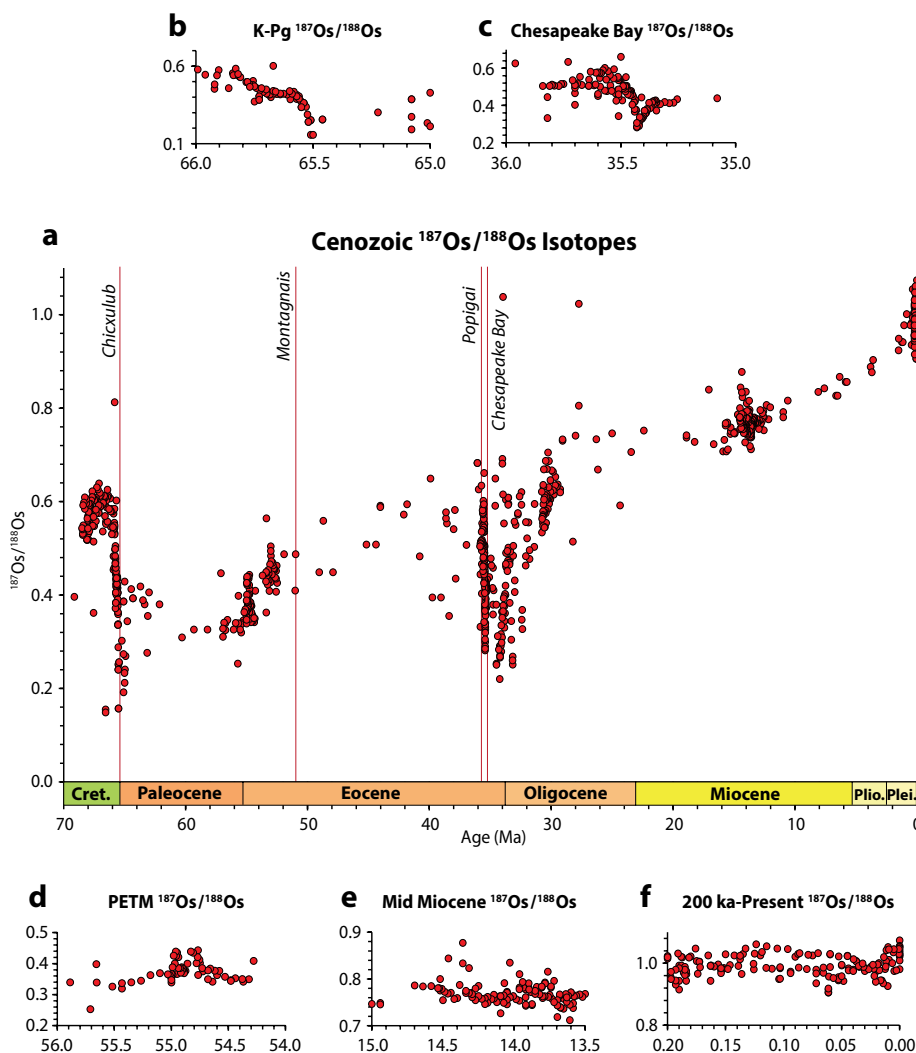 b K-Pg ¹⁸⁷Os/¹⁸⁸Os
0.6
0.1
66.0 65.5 65.0
c Chesapeake Bay ¹⁸⁷Os/¹⁸⁸Os
0.6
0.4
0.2
36.0 35.5 35.0
a Cenozoic ¹⁸⁷Os/¹⁸⁸Os Isotopes
¹⁸⁷Os/¹⁸⁸Os
1.0
0.8
0.6
0.4
0.2
0.0
Chicxulub
Montagnais
Popigai
Chesapeake Bay
Cret. Paleocene Eocene Oligocene Miocene Plio. Plei.
70 60 50 40 30 20 10 0
Age (Ma)
d PETM ¹⁸⁷Os/¹⁸⁸Os
0.5
0.4
0.3
0.2
56.0 55.5 55.0 54.5 54.0
e Mid Miocene ¹⁸⁷Os/¹⁸⁸Os
0.9
0.8
0.7
15.0 14.5 14.0 13.5
f 200 ka-Present ¹⁸⁷Os/¹⁸⁸Os
1.0
0.8
0.20 0.15 0.10 0.05 0.00